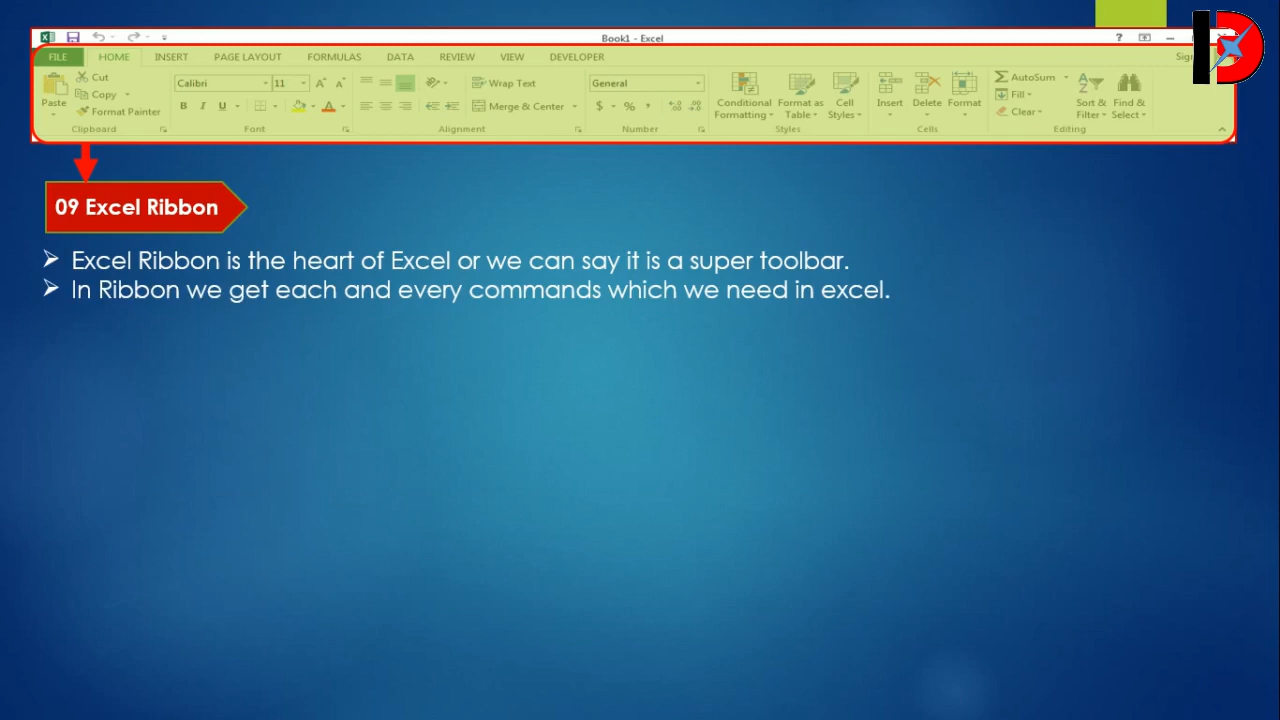 Book1 - Excel
?
FILE HOME INSERT PAGE LAYOUT FORMULAS DATA REVIEW VIEW DEVELOPER
Cut
Copy
Format Painter
Paste
Clipboard
Calibri 11
B I U
Font
Wrap Text
Merge & Center
Alignment
General
$ % ,
Number
Conditional Formatting
Format as Table
Cell Styles
Styles
Insert Delete Format
Cells
AutoSum
Fill
Clear
Sort & Filter
Find & Select
Editing
09 Excel Ribbon
Excel Ribbon is the heart of Excel or we can say it is a super toolbar.
In Ribbon we get each and every commands which we need in excel.